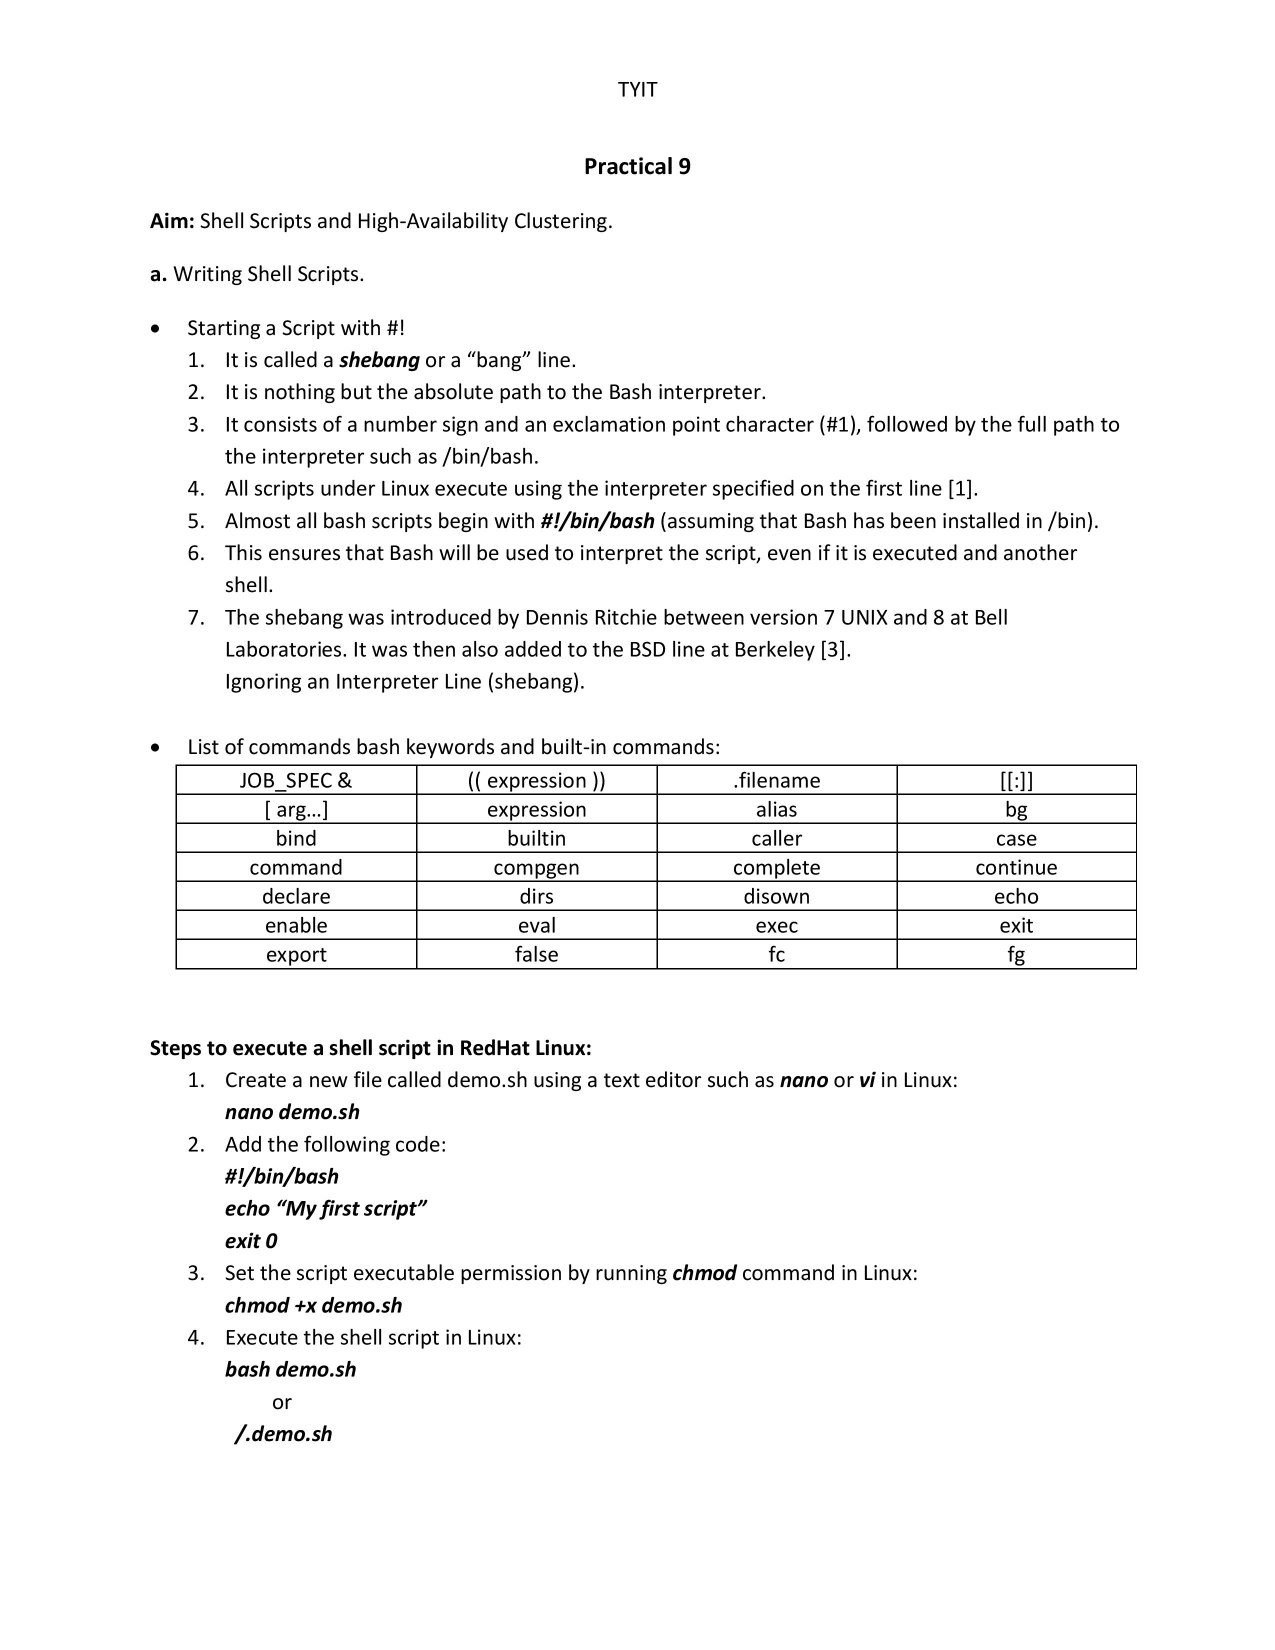 TYIT
Practical 9
Aim: Shell Scripts and High-Availability Clustering.
a. Writing Shell Scripts.
• Starting a Script with #!
1. It is called a shebang or a “bang” line.
2. It is nothing but the absolute path to the Bash interpreter.
3. It consists of a number sign and an exclamation point character (#1), followed by the full path to
the interpreter such as /bin/bash.
4. All scripts under Linux execute using the interpreter specified on the first line [1].
5. Almost all bash scripts begin with #!/bin/bash (assuming that Bash has been installed in /bin).
6. This ensures that Bash will be used to interpret the script, even if it is executed and another
shell.
7. The shebang was introduced by Dennis Ritchie between version 7 UNIX and 8 at Bell
Laboratories. It was then also added to the BSD line at Berkeley [3].
Ignoring an Interpreter Line (shebang).
• List of commands bash keywords and built-in commands:
JOB_SPEC & (( expression )) .filename [[:]]
[ arg…] expression alias bg
bind builtin caller case
command compgen complete continue
declare dirs disown echo
enable eval exec exit
export false fc fg
Steps to execute a shell script in RedHat Linux:
1. Create a new file called demo.sh using a text editor such as nano or vi in Linux:
nano demo.sh
2. Add the following code:
#!/bin/bash
echo “My first script”
exit 0
3. Set the script executable permission by running chmod command in Linux:
chmod +x demo.sh
4. Execute the shell script in Linux:
bash demo.sh
or
/.demo.sh